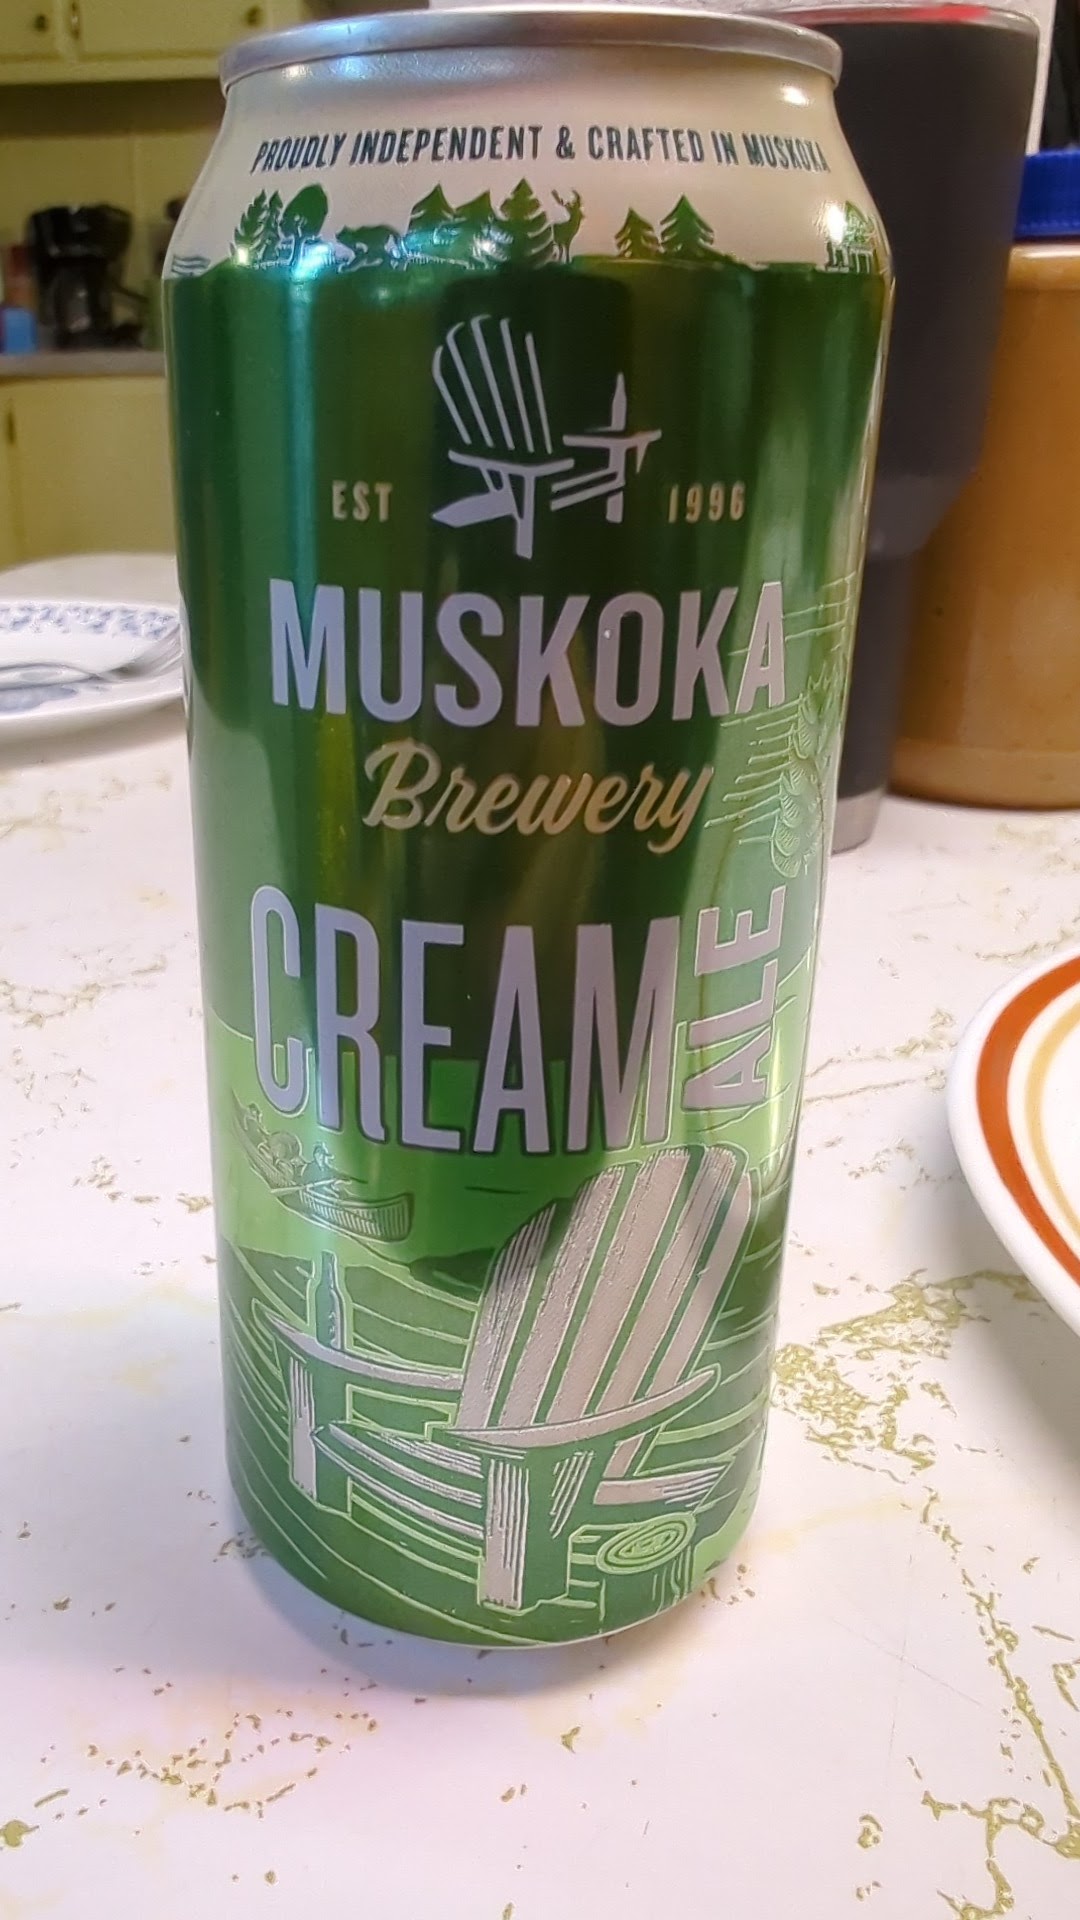 PROUDLY INDEPENDENT & CRAFTED IN MUSKOKA
EST 1996
MUSKOKA
Brewery
CREAM ALE